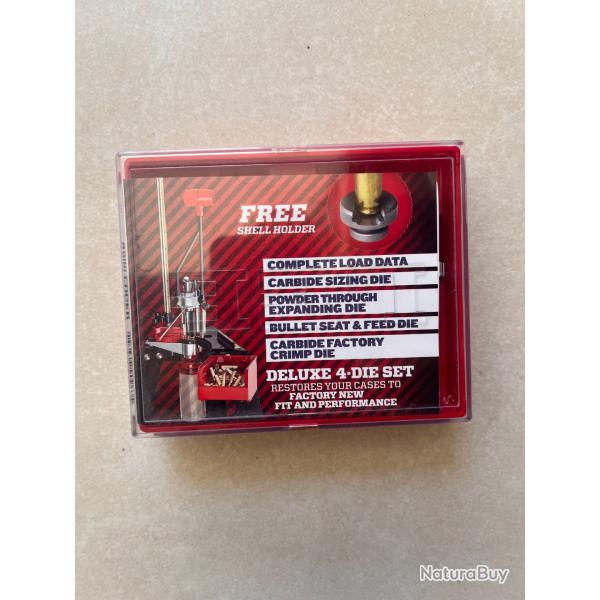 FREE
SHELL HOLDER
COMPLETE LOAD DATA
CARBIDE SIZING DIE
POWDER THROUGH
EXPANDING DIE
BULLET SEAT & FEED DIE
CARBIDE FACTORY
CRIMP DIE
DELUXE 4-DIE SET
RESTORES YOUR CASES TO
FACTORY NEW
FIT AND PERFORMANCE
NaturaBuy